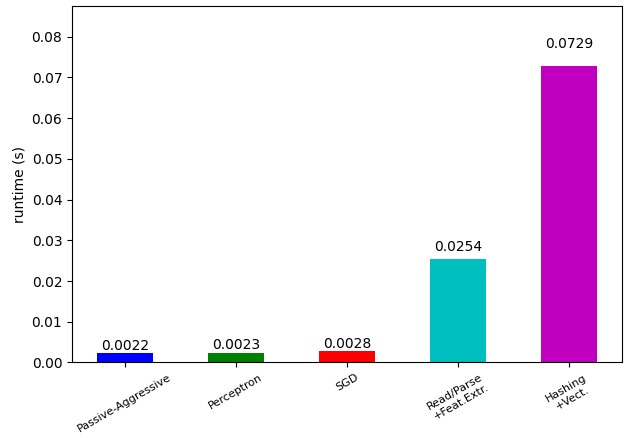 0.08
0.07
0.06
0.05
0.04
0.03
0.02
0.01
0.00
runtime (s)
0.0022
0.0023
0.0028
0.0254
0.0729
Passive-Aggressive
Perceptron
SGD
Read/Parse
+Feat.Extr.
Hashing
+Vect.